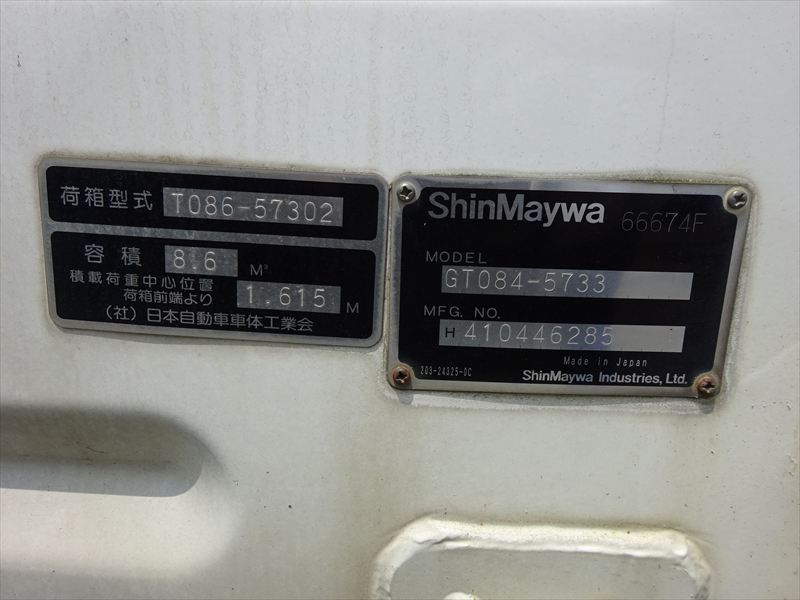 荷箱型式 T086-57302
容積 8.6 M³
積載荷重中心位置
荷箱前端より 1.615 M
(社)日本自動車車体工業会
ShinMaywa 66674F
MODEL
GT084-5733
MFG. NO.
H 410446285
Made in Japan
203-24325-0C ShinMaywa Industries, Ltd.